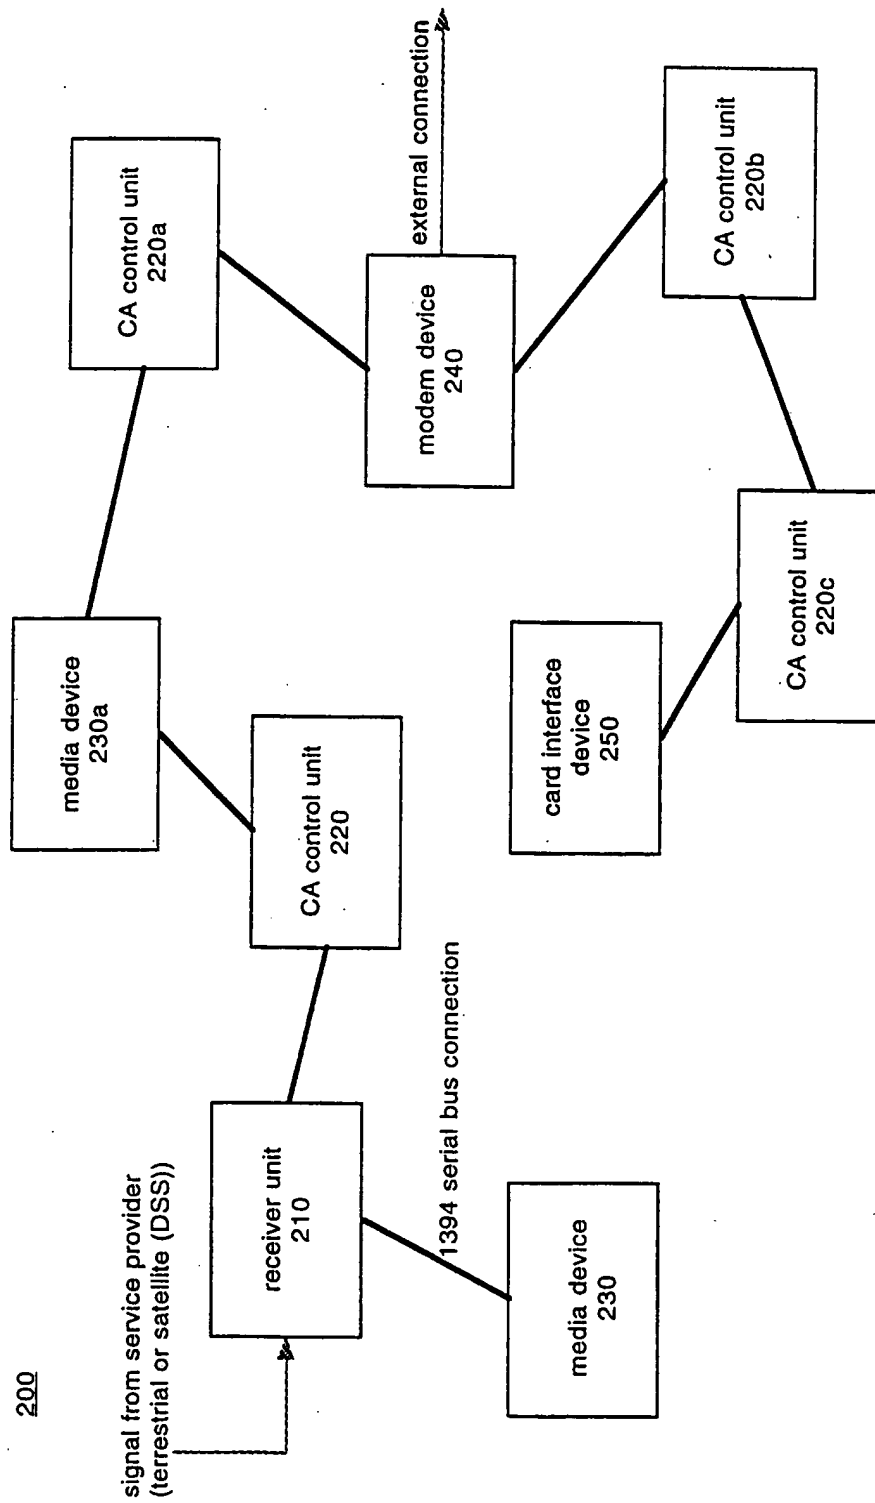 200
signal from service provider
(terrestrial or satellite (DSS))
receiver unit
210
1394 serial bus connection
media device
230
CA control unit
220
media device
230a
CA control unit
220a
modem device
240
external connection
CA control unit
220b
CA control unit
220c
card interface
device
250